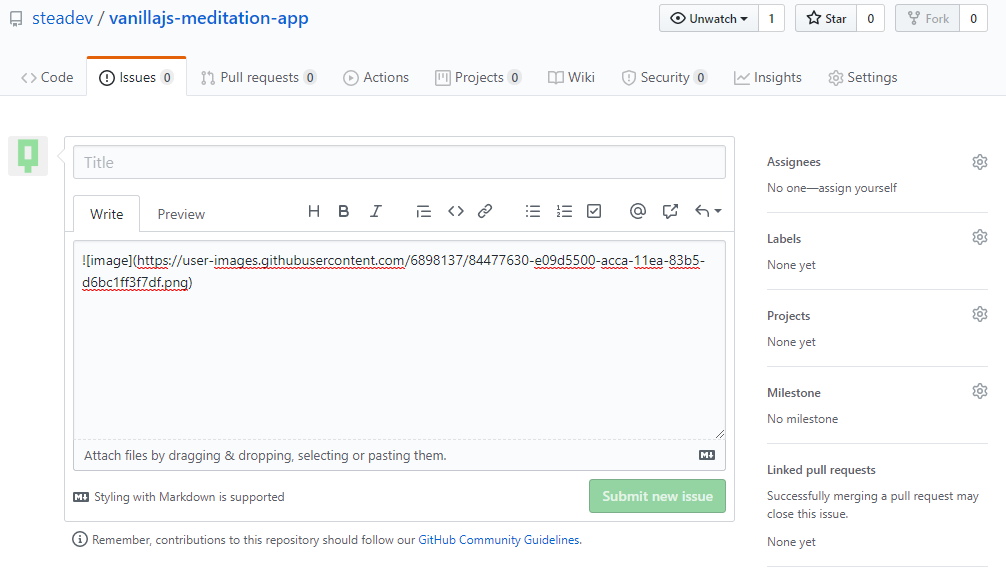 steadev / vanillajs-meditation-app
Unwatch 1 Star 0 Fork 0
Code Issues 0 Pull requests 0 Actions Projects 0 Wiki Security 0 Insights Settings
Title
Write Preview
![image](https://user-images.githubusercontent.com/6898137/84477630-e09d5500-acca-11ea-83b5-
d6bc1ff3f7df.png)
Attach files by dragging & dropping, selecting or pasting them.
Styling with Markdown is supported
Submit new issue
Remember, contributions to this repository should follow our GitHub Community Guidelines.
Assignees
No one—assign yourself
Labels
None yet
Projects
None yet
Milestone
No milestone
Linked pull requests
Successfully merging a pull request may
close this issue.
None yet